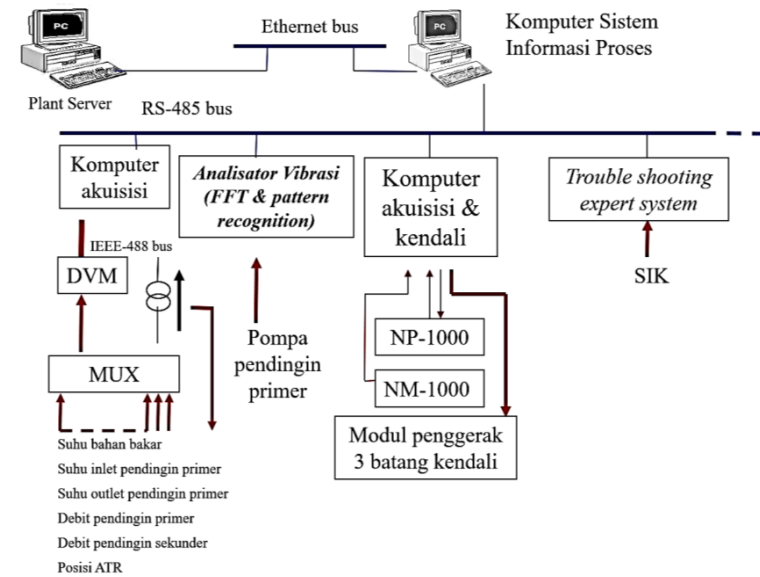 PC
PC
Ethernet bus
Komputer Sistem
Informasi Proses
Plant Server
RS-485 bus
Komputer
akuisisi
Analisator Vibrasi
(FFT & pattern
recognition)
Komputer
akuisisi &
kendali
Trouble shooting
expert system
IEEE-488 bus
DVM
MUX
Pompa
pendingin
primer
NP-1000
NM-1000
Modul penggerak
3 batang kendali
SIK
Suhu bahan bakar
Suhu inlet pendingin primer
Suhu outlet pendingin primer
Debit pendingin primer
Debit pendingin sekunder
Posisi ATR